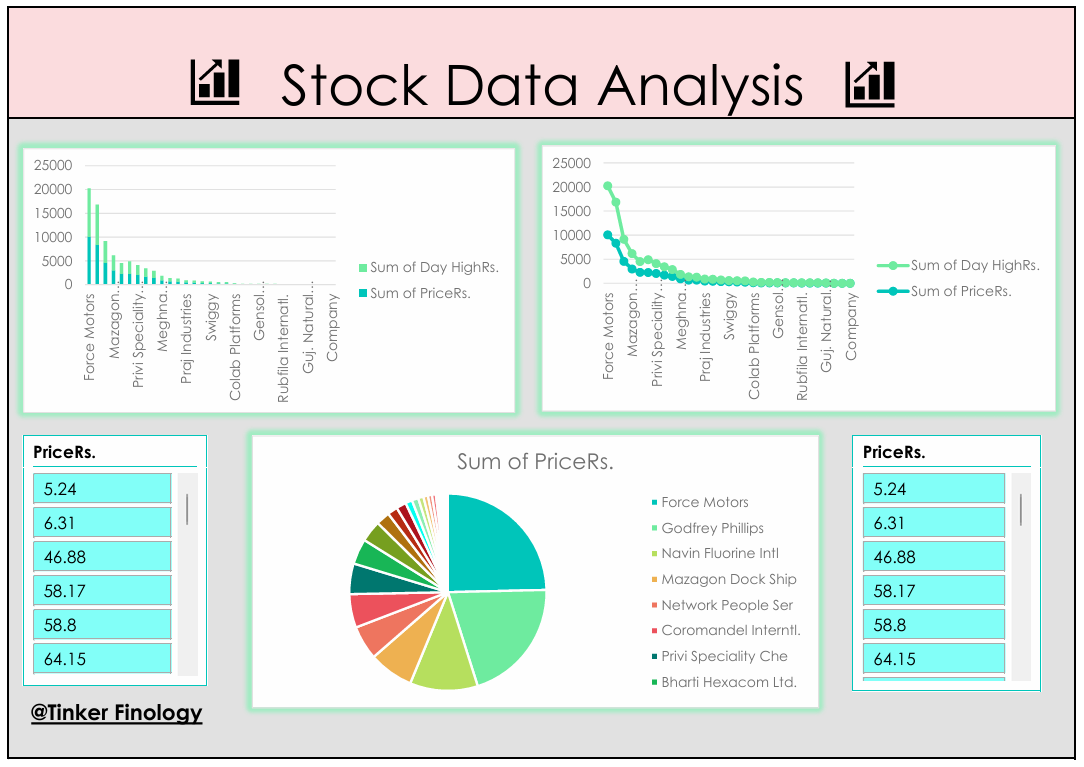 Stock Data Analysis
25000
20000
15000
10000
5000
0
Force Motors
Mazagon...
Privi Speciality...
Meghna...
Praj Industries
Swiggy
Colab Platforms
Gensol...
Rubfila Internatl.
Guj. Natural...
Company
Sum of Day HighRs.
Sum of PriceRs.
25000
20000
15000
10000
5000
0
Force Motors
Mazagon...
Privi Speciality...
Meghna...
Praj Industries
Swiggy
Colab Platforms
Gensol...
Rubfila Internatl.
Guj. Natural...
Company
Sum of Day HighRs.
Sum of PriceRs.
PriceRs.
5.24
6.31
46.88
58.17
58.8
64.15
Sum of PriceRs.
Force Motors
Godfrey Phillips
Navin Fluorine Intl
Mazagon Dock Ship
Network People Ser
Coromandel Interntl.
Privi Speciality Che
Bharti Hexacom Ltd.
PriceRs.
5.24
6.31
46.88
58.17
58.8
64.15
@Tinker Finology